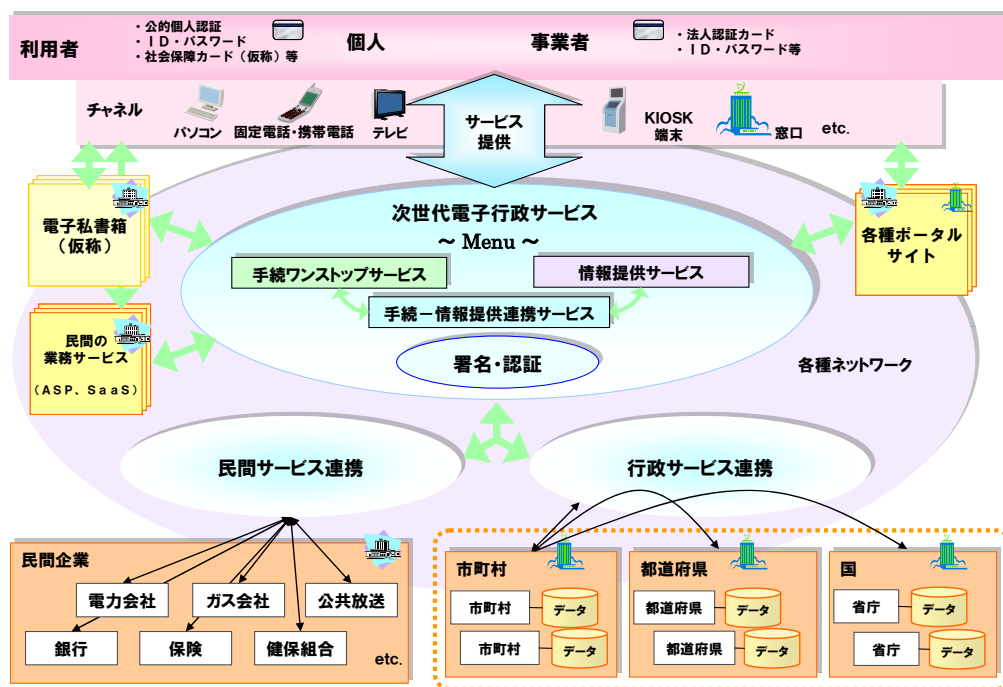 利用者
・公的個人認証
・ＩＤ・パスワード
・社会保障カード（仮称）等
個人
事業者
・法人認証カード
・ＩＤ・パスワード等
チャネル
パソコン
固定電話・携帯電話
テレビ
サービス
提供
KIOSK
端末
窓口
etc.
電子私書箱
（仮称）
次世代電子行政サービス
～ Menu ～
手続ワンストップサービス
情報提供サービス
手続－情報提供連携サービス
署名・認証
各種ポータル
サイト
民間の
業務サービス
（ＡＳＰ、ＳａａＳ）
各種ネットワーク
民間サービス連携
行政サービス連携
民間企業
電力会社
ガス会社
公共放送
銀行
保険
健保組合
etc.
市町村
市町村
データ
市町村
データ
都道府県
都道府県
データ
都道府県
データ
国
省庁
データ
省庁
データ